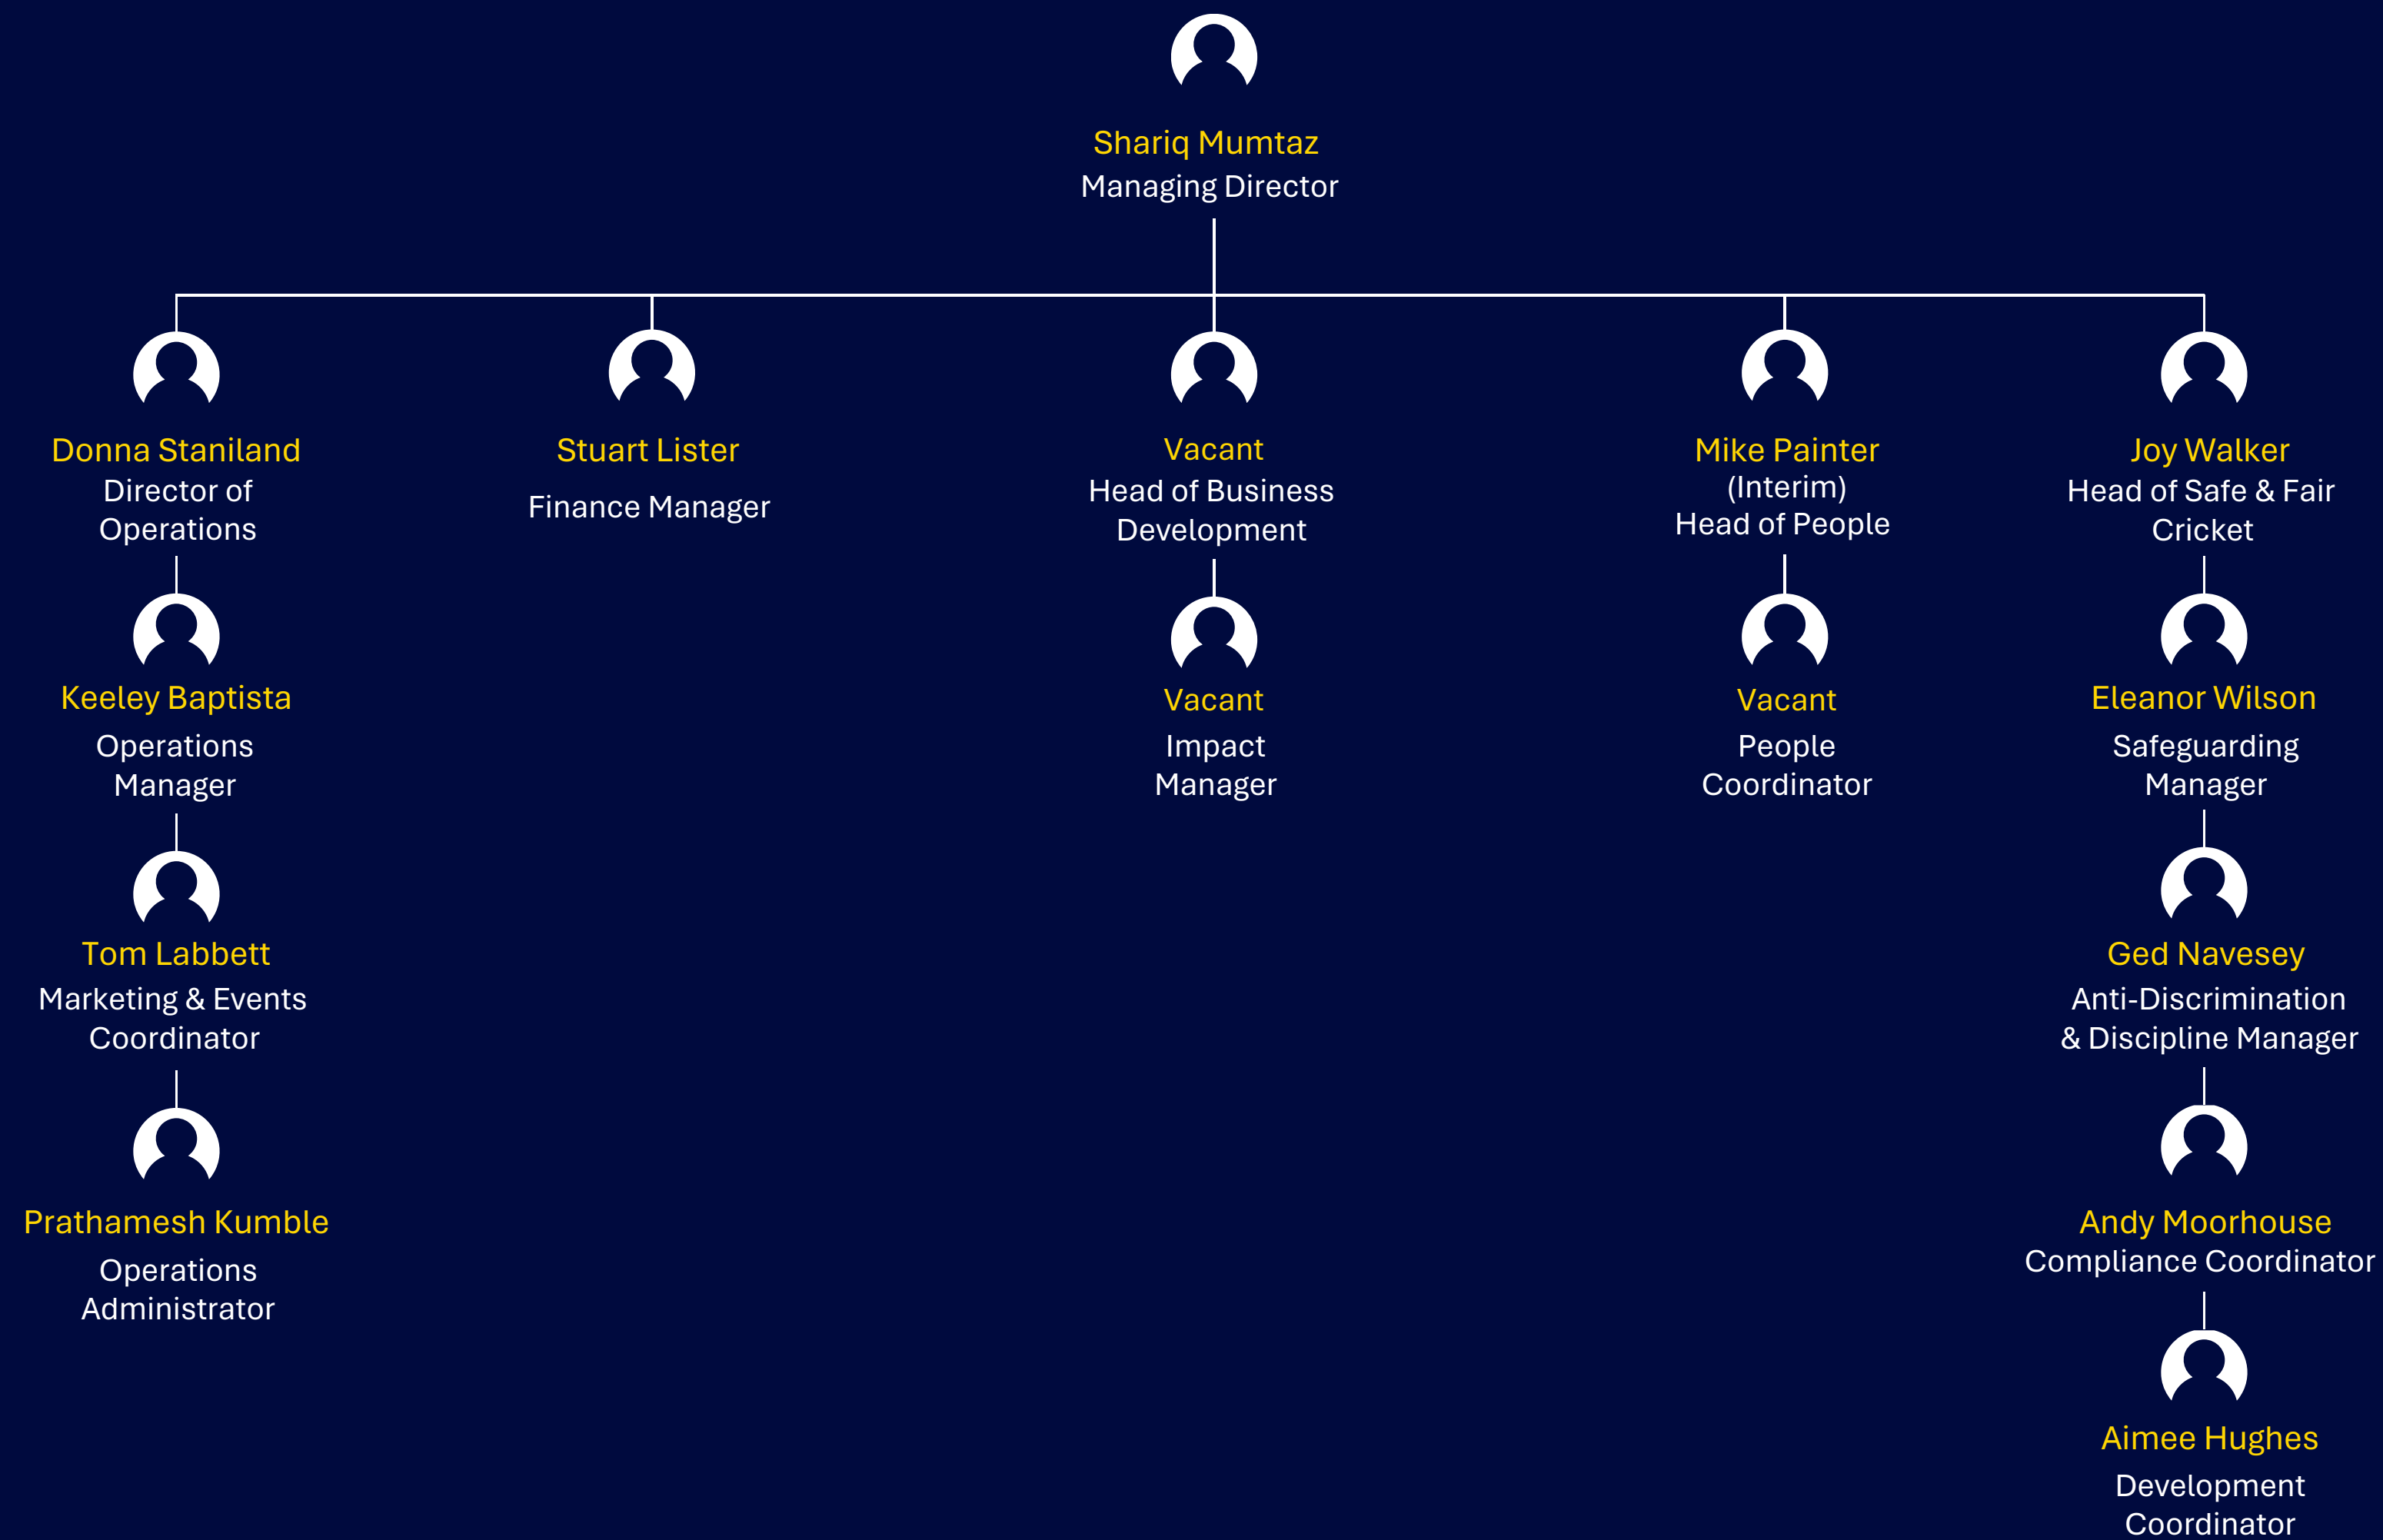 Shariq Mumtaz
Managing Director
Donna Staniland
Director of
Operations
Stuart Lister
Finance Manager
Vacant
Head of Business
Development
Mike Painter
(Interim)
Head of People
Joy Walker
Head of Safe & Fair
Cricket
Keeley Baptista
Operations
Manager
Vacant
Impact
Manager
Vacant
People
Coordinator
Eleanor Wilson
Safeguarding
Manager
Tom Labbett
Marketing & Events
Coordinator
Ged Navesey
Anti-Discrimination
& Discipline Manager
Prathamesh Kumble
Operations
Administrator
Andy Moorhouse
Compliance Coordinator
Aimee Hughes
Development
Coordinator